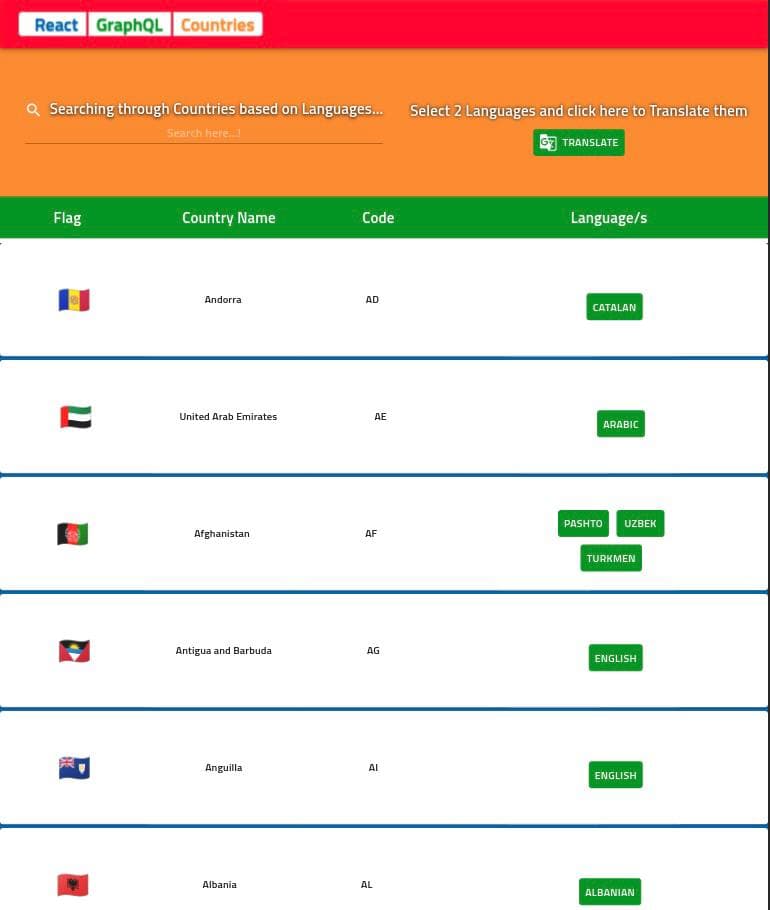 React GraphQL Countries
Searching through Countries based on Languages...
Select 2 Languages and click here to Translate them
Search here...!
TRANSLATE
Flag Country Name Code Language/s
Andorra AD CATALAN
United Arab Emirates AE ARABIC
Afghanistan AF PASHTO UZBEK
TURKMEN
Antigua and Barbuda AG ENGLISH
Anguilla AI ENGLISH
Albania AL ALBANIAN